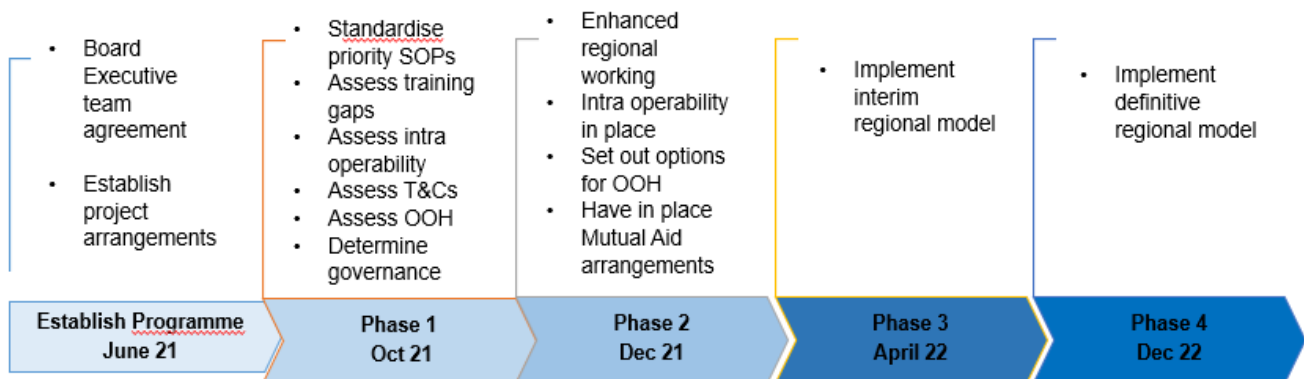 • Board
Executive
team
agreement
• Establish
project
arrangements
• Standardise
priority SOPs
• Assess training
gaps
• Assess intra
operability
• Assess T&Cs
• Assess OOH
• Determine
governance
• Enhanced
regional
working
• Intra operability
in place
• Set out options
for OOH
• Have in place
Mutual Aid
arrangements
• Implement
interim
regional model
• Implement
definitive
regional model
Establish Programme
June 21
Phase 1
Oct 21
Phase 2
Dec 21
Phase 3
April 22
Phase 4
Dec 22